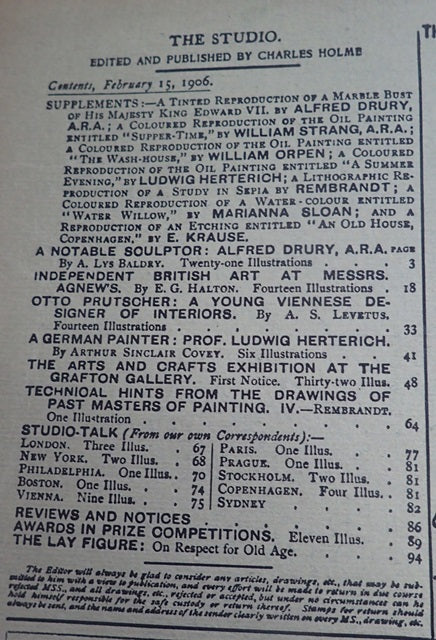 TH
THE STUDIO.
EDITED AND PUBLISHED BY CHARLES HOLME
Contents, February 15, 1906.
SUPPLEMENTS:—A TINTED REPRODUCTION OF A MARBLE BUST
OF HIS MAJESTY KING EDWARD VII. BY ALFRED DRURY,
A.R.A.; A COLOURED REPRODUCTION OF THE OIL PAINTING
ENTITLED "SUPPER-TIME," BY WILLIAM STRANG, A.R.A.;
A COLOURED REPRODUCTION OF THE OIL PAINTING ENTITLED
"THE WASH-HOUSE," BY WILLIAM ORPEN; A COLOURED
REPRODUCTION OF THE OIL PAINTING ENTITLED "A SUMMER
EVENING," BY LUDWIG HERTERICH; A LITHOGRAPHIC RE-
PRODUCTION OF A STUDY IN SEPIA BY REMBRANDT; A
COLOURED REPRODUCTION OF A WATER-COLOUR ENTITLED
"WATER WILLOW," BY MARIANNA SLOAN; AND A
REPRODUCTION OF AN ETCHING ENTITLED "AN OLD HOUSE,
COPENHAGEN," BY E. KRAUSE.
A NOTABLE SCULPTOR: ALFRED DRURY, A.R.A. PAGE
BY A. LYS BALDRY. Twenty-one Illustrations . . . 3
INDEPENDENT BRITISH ART AT MESSRS.
AGNEW'S. By E. G. HALTON. Fourteen Illustrations . 18
OTTO PRUTSCHER: A YOUNG VIENNESE DE-
SIGNER OF INTERIORS. By A. S. LEVETUS.
Fourteen Illustrations . . . . . . . 33
A GERMAN PAINTER: PROF. LUDWIG HERTERICH.
By ARTHUR SINCLAIR COVEY. Six Illustrations . . . 41
THE ARTS AND CRAFTS EXHIBITION AT THE
GRAFTON GALLERY. First Notice. Thirty-two Illus. . 48
TECHNICAL HINTS FROM THE DRAWINGS OF
PAST MASTERS OF PAINTING. IV.—REMBRANDT.
One Illustration . . . . . . . 64
STUDIO-TALK (From our own Correspondents):—
LONDON. Three Illus. . 67 | PARIS. One Illus. . . 77
NEW YORK. Two Illus. . 68 | PRAGUE. One Illus. . . 81
PHILADELPHIA. One Illus. . 70 | STOCKHOLM. Two Illus. . 81
BOSTON. One Illus. . . 74 | COPENHAGEN. Four Illus. . 81
VIENNA. Nine Illus. . . 75 | SYDNEY . . . . 82
REVIEWS AND NOTICES . . . . . . 86
AWARDS IN PRIZE COMPETITIONS. Eleven Illus. . 89
THE LAY FIGURE: On Respect for Old Age. . . . 94
The Editor will always be glad to consider any articles, drawings, etc., that may be sub-
mitted to him with a view to publication, and every effort will be made to return in due course
rejected MSS., and all drawings, etc., rejected or accepted, but under no circumstances can he
hold himself responsible for the safe custody or return thereof. Stamps for return should
always be sent, and the name and address of the sender clearly written on every MS., drawing, etc.